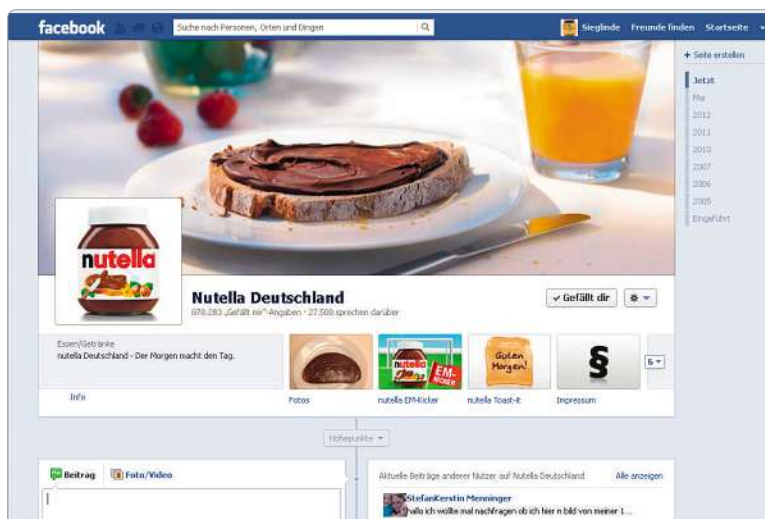 facebook
Suche nach Personen, Orten und Dingen
Sieglinde Freunde finden Startseite
+ Seite erstellen
Jetzt
Mai
2012
2011
2010
2007
2006
2005
Eingeführt
nutella
Nutella Deutschland
878.283 „Gefällt mir“-Angaben · 27.500 sprechen darüber
✓ Gefällt dir
Essen/Getränke
nutella Deutschland - Der Morgen macht den Tag.
Info
nutella
EM-
KICKER
Guten
Morgen!
§
6
Fotos
nutella EM-Kicker
nutella Toast-it
Impressum
Höhepunkte
Beitrag
Foto/Video
Aktuelle Beiträge anderer Nutzer auf Nutella Deutschland
Alle anzeigen
StefanKerstin Menninger
hallo ich wollte mal nachfragen ob ich hier n bild von meiner 1...